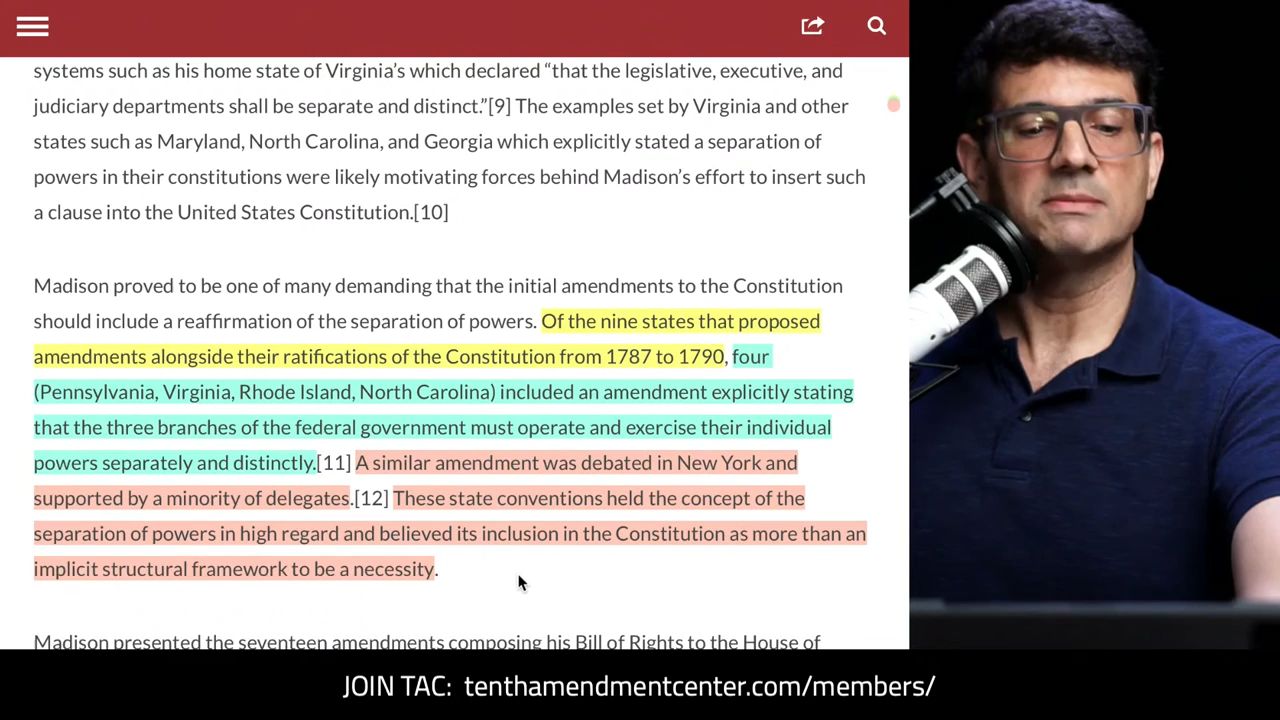 systems such as his home state of Virginia’s which declared “that the legislative, executive, and
judiciary departments shall be separate and distinct.”[9] The examples set by Virginia and other
states such as Maryland, North Carolina, and Georgia which explicitly stated a separation of
powers in their constitutions were likely motivating forces behind Madison’s effort to insert such
a clause into the United States Constitution.[10]
Madison proved to be one of many demanding that the initial amendments to the Constitution
should include a reaffirmation of the separation of powers. Of the nine states that proposed
amendments alongside their ratifications of the Constitution from 1787 to 1790, four
(Pennsylvania, Virginia, Rhode Island, North Carolina) included an amendment explicitly stating
that the three branches of the federal government must operate and exercise their individual
powers separately and distinctly.[11] A similar amendment was debated in New York and
supported by a minority of delegates.[12] These state conventions held the concept of the
separation of powers in high regard and believed its inclusion in the Constitution as more than an
implicit structural framework to be a necessity.
Madison presented the seventeen amendments composing his Bill of Rights to the House of
JOIN TAC: tenthamendmentcenter.com/members/